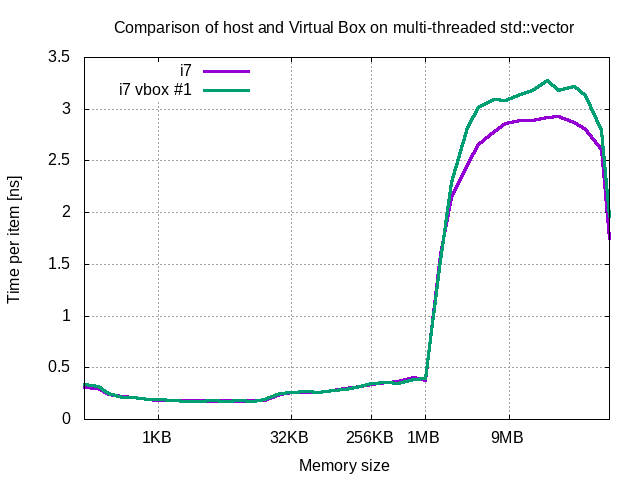 Comparison of host and Virtual Box on multi-threaded std::vector
3.5
3
2.5
2
1.5
1
0.5
0
Time per item [ns]
i7
i7 vbox #1
1KB 32KB 256KB 1MB 9MB
Memory size